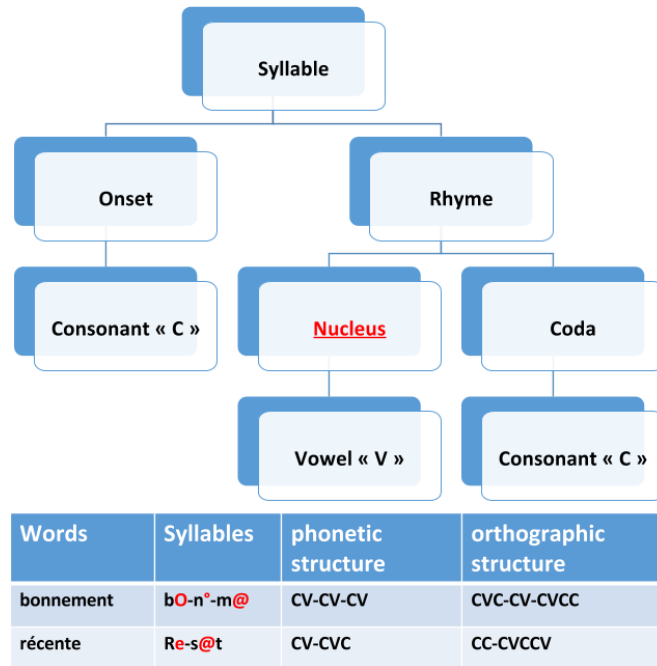 Syllable
Onset
Rhyme
Consonant « C »
Nucleus
Coda
Vowel « V »
Consonant « C »
Words Syllables phonetic structure orthographic structure
bonnement bO-n°-m@ CV-CV-CV CVC-CV-CVCC
récente Re-s@t CV-CVC CC-CVCCV